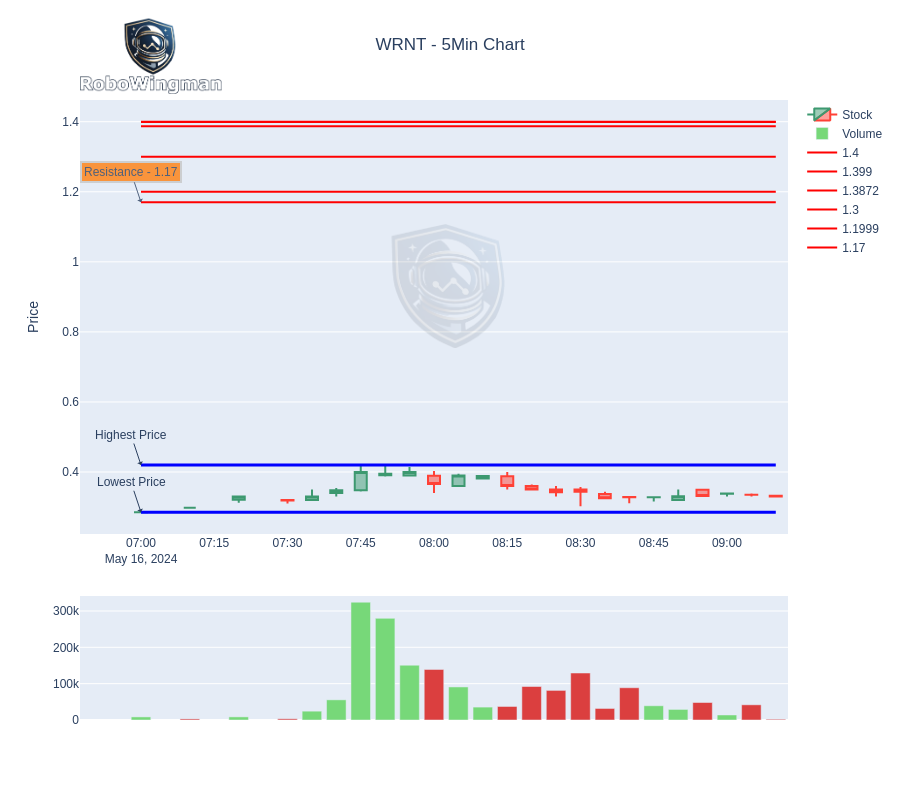 WRNT - 5Min Chart
RoboWingman
Stock
Volume
1.4
1.399
1.3872
1.3
1.1999
1.17
Price
1.4
1.2
1
0.8
0.6
0.4
Resistance - 1.17
Highest Price
Lowest Price
07:00
May 16, 2024
07:15
07:30
07:45
08:00
08:15
08:30
08:45
09:00
300k
200k
100k
0